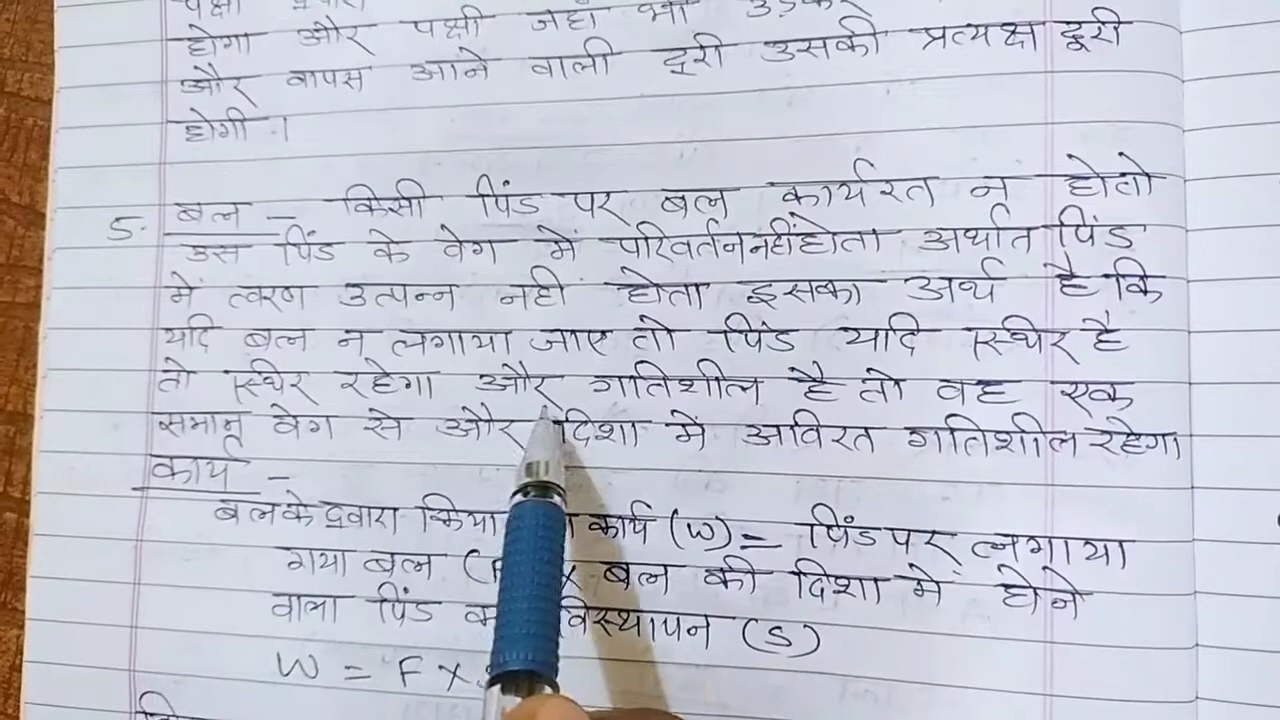 होगा और पक्षी जहाँ भी
और वापस आने वाली दूरी उसकी प्रत्यक्ष दूरी
होगी ।
5. बल - किसी पिंड पर बल कार्यरत न होतो
उस पिंड के वेग में परिवर्तन नहीं होता अर्थात पिंड
में त्वरण उत्पन्न नही होता इसका अर्थ है कि
यदि बल न लगाया जाए तो पिंड यदि स्थिर है
तो स्थिर रहेगा और गतिशील है तो वह एक
समान वेग से और दिशा में अविरत गतिशील रहेगा
कार्य -
बल के द्वारा किया कार्य (W) = पिंड पर लगाया
गया बल ( x बल की दिशा में होने
वाला पिंड विस्थापन (S)
W = F x